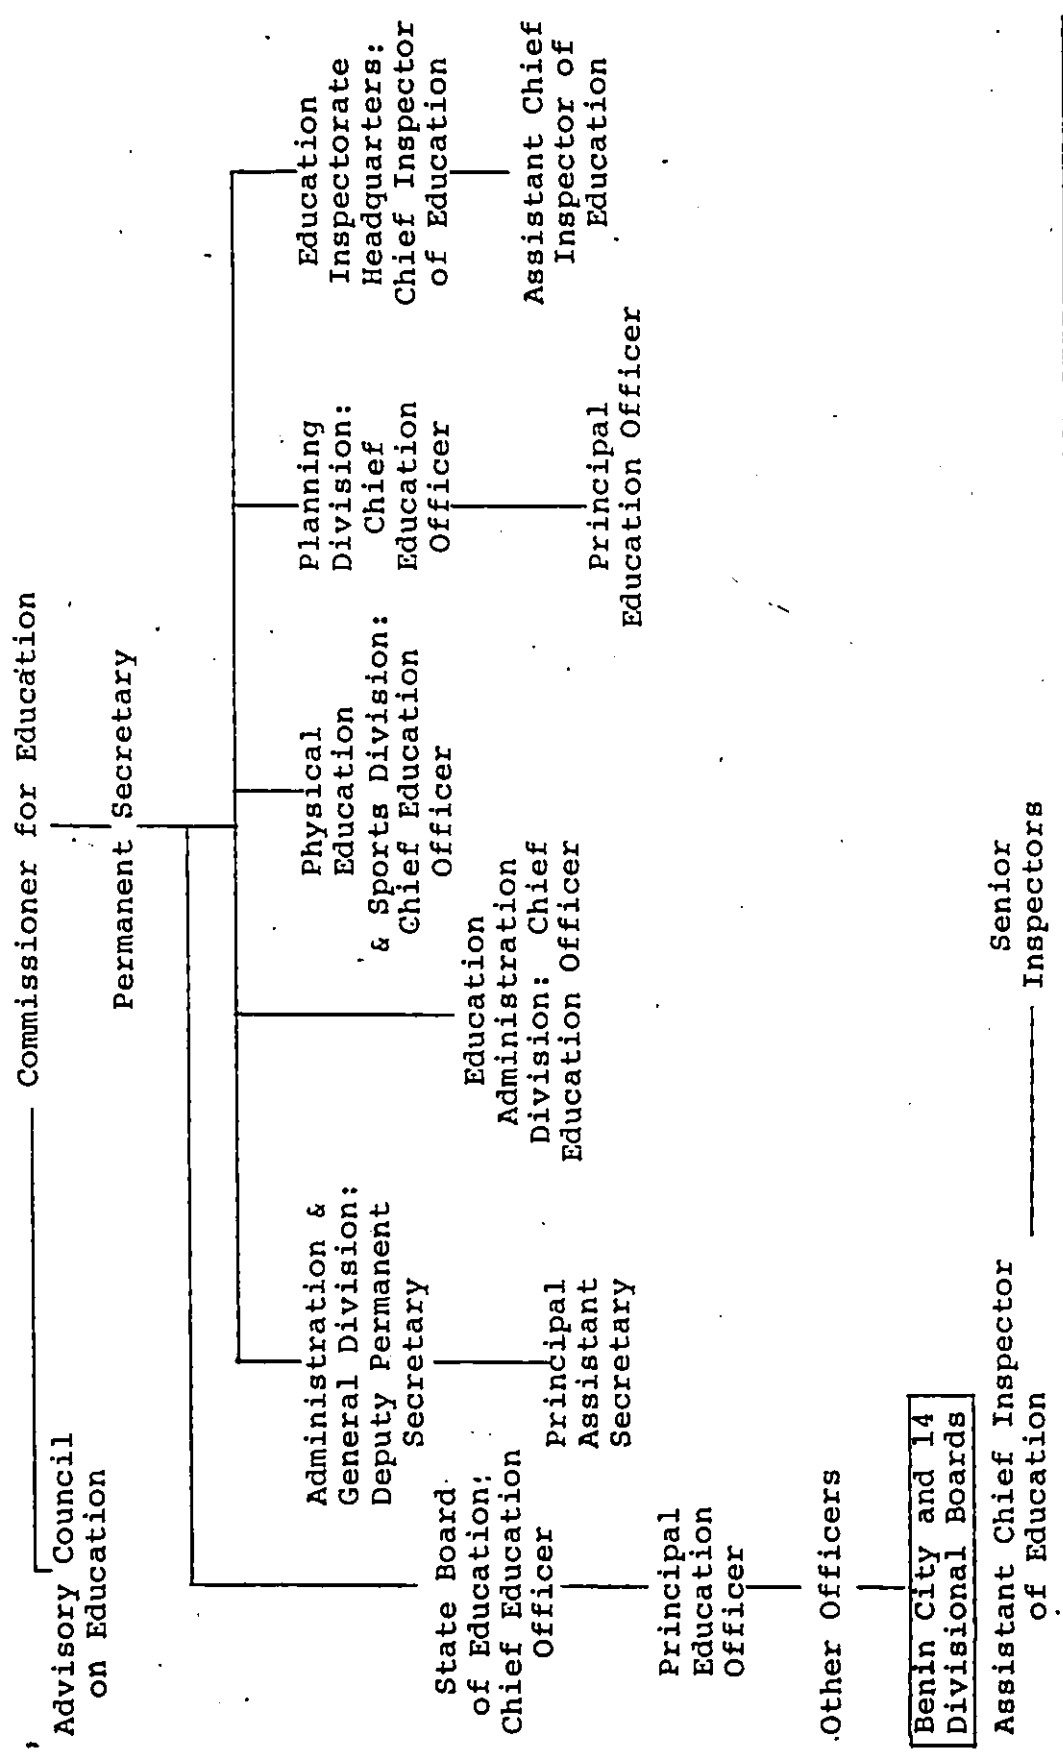 Commissioner for Education
Advisory Council
on Education
Permanent Secretary
State Board
of Education:
Chief Education
Officer
Principal
Education
Officer
Other Officers
Benin City and 14
Divisional Boards
Assistant Chief Inspector
of Education
Senior
Inspectors
Administration &
General Division:
Deputy Permanent
Secretary
Principal
Assistant
Secretary
Education
Administration
Division: Chief
Education Officer
Physical
Education
& Sports Division:
Chief Education
Officer
Planning
Division:
Chief
Education
Officer
Principal
Education Officer
Education
Inspectorate
Headquarters:
Chief Inspector
of Education
Assistant Chief
Inspector of
Education